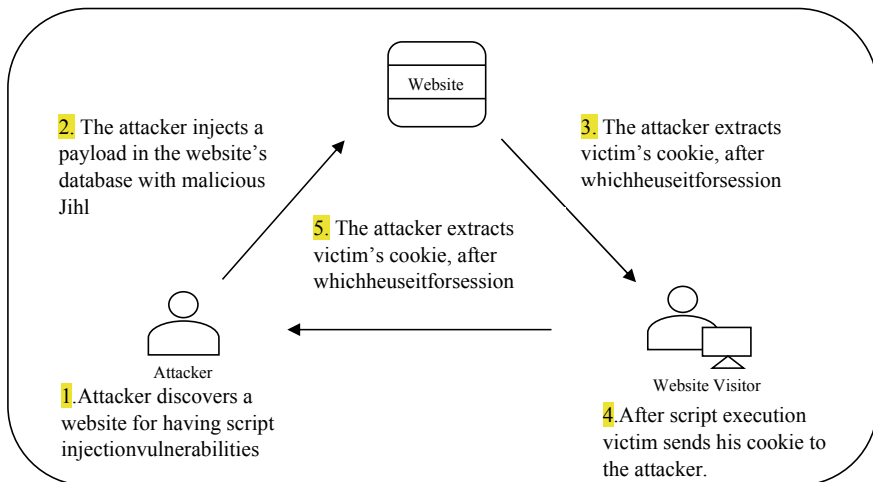 Website
2. The attacker injects a
payload in the website's
database with malicious
Jihl
3. The attacker extracts
victim's cookie, after
whichheuseitforsession
5. The attacker extracts
victim's cookie, after
whichheuseitforsession
Attacker
1.Attacker discovers a
website for having script
injectionvulnerabilities
Website Visitor
4.After script execution
victim sends his cookie to
the attacker.